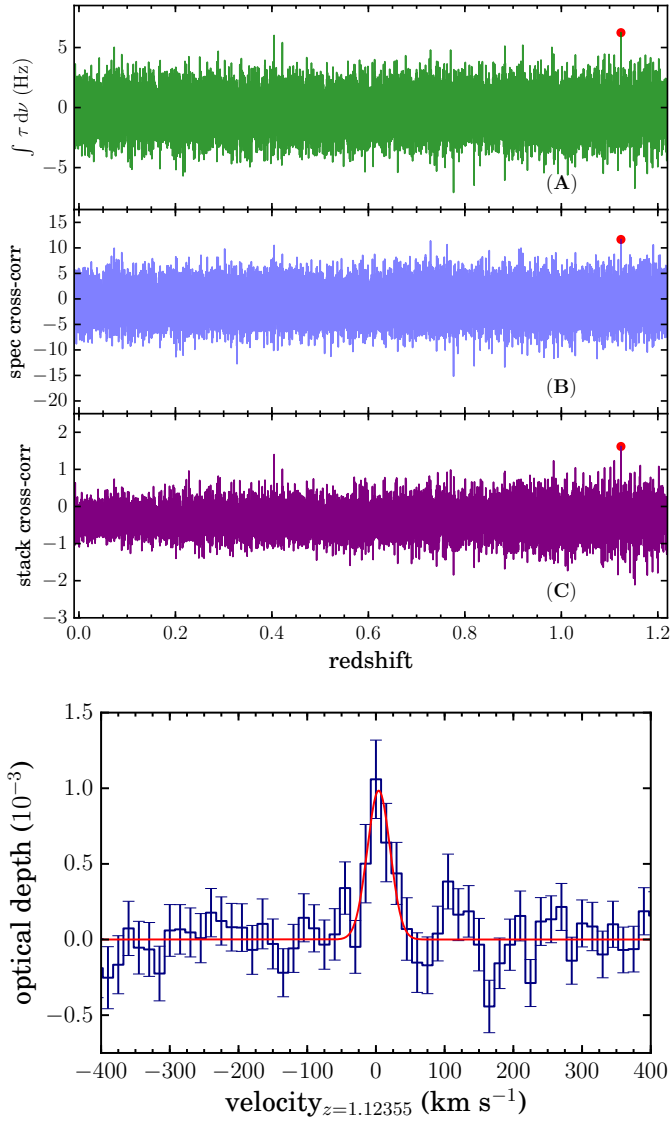 ∫ τ dν (Hz)
5
0
−5
(A)
spec cross-corr
15
10
5
0
−5
−10
−15
−20
(B)
stack cross-corr
2
1
0
−1
−2
−3
(C)
0.0 0.2 0.4 0.6 0.8 1.0 1.2
redshift
optical depth (10⁻³)
1.5
1.0
0.5
0.0
−0.5
−400 −300 −200 −100 0 100 200 300 400
velocity_z=1.12355 (km s⁻¹)